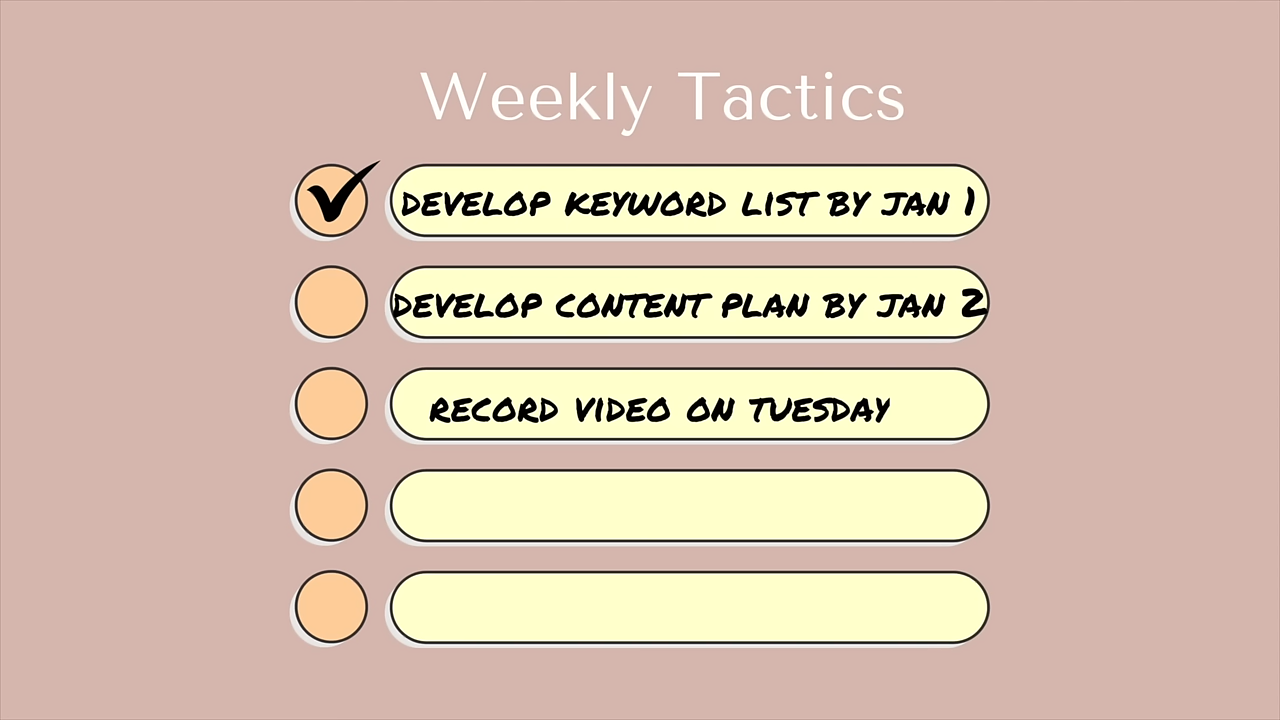 Weekly Tactics
DEVELOP KEYWORD LIST BY JAN 1
DEVELOP CONTENT PLAN BY JAN 2
RECORD VIDEO ON TUESDAY